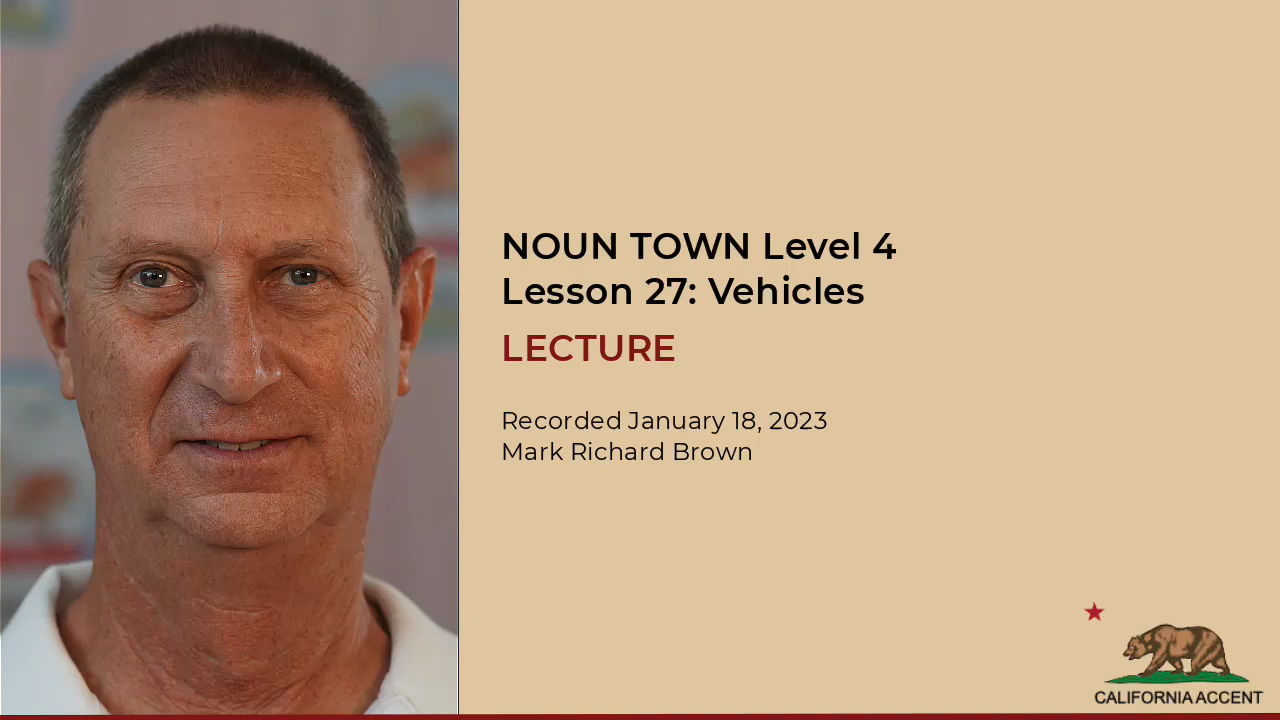 NOUN TOWN Level 4
Lesson 27: Vehicles
LECTURE
Recorded January 18, 2023
Mark Richard Brown
CALIFORNIA ACCENT